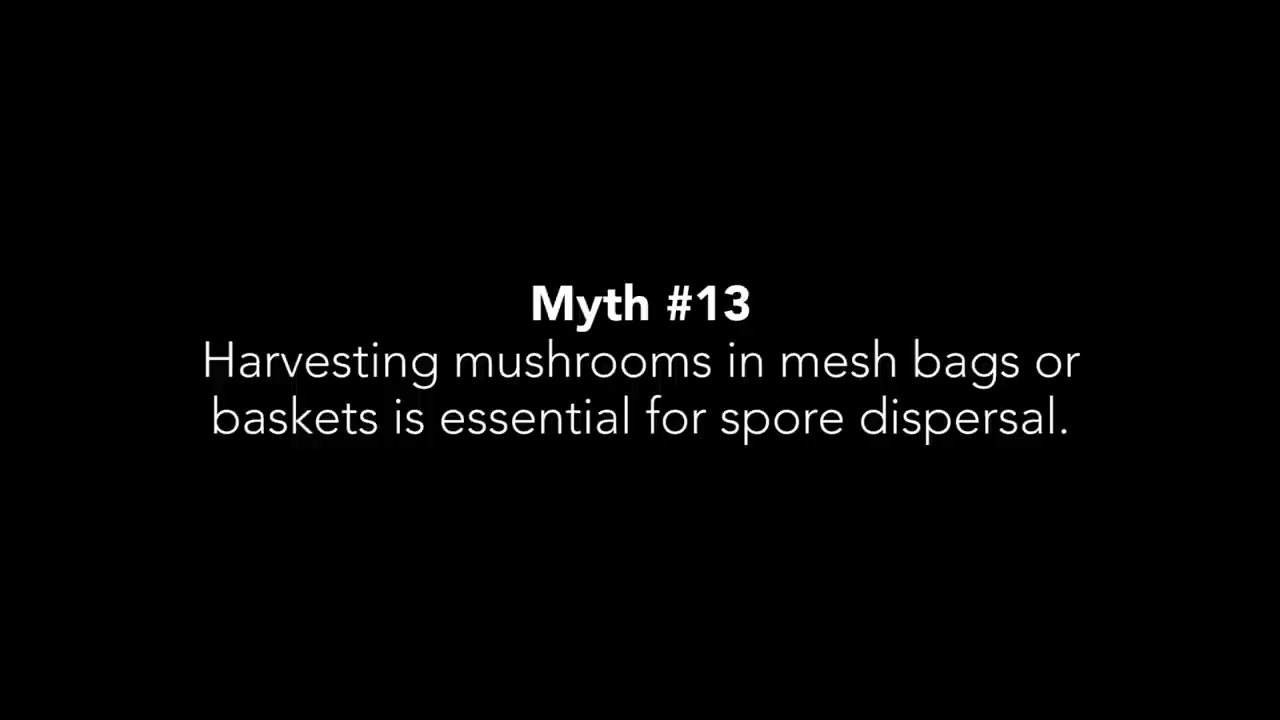 Myth #13
Harvesting mushrooms in mesh bags or
baskets is essential for spore dispersal.